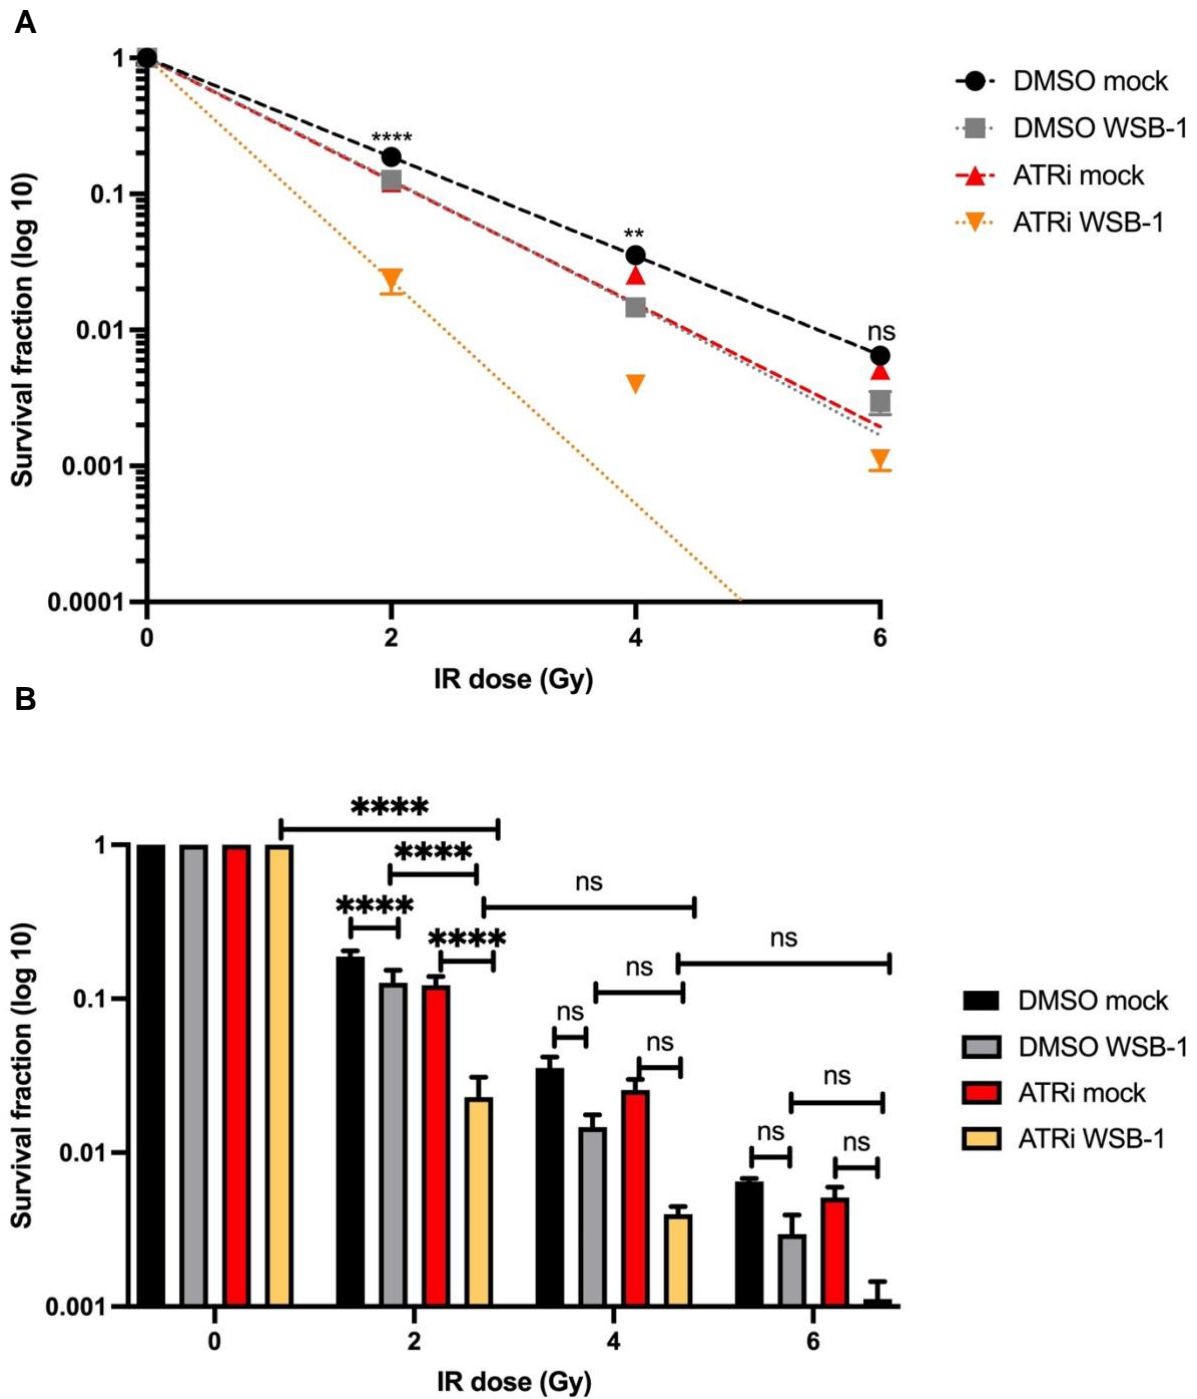 A
Survival fraction (log 10)
1
0.1
0.01
0.001
0.0001
0
2
4
6
IR dose (Gy)
****
**
ns
DMSO mock
DMSO WSB-1
ATRi mock
ATRi WSB-1
B
Survival fraction (log 10)
1
0.1
0.01
0.001
0
2
4
6
IR dose (Gy)
****
****
****
****
ns
ns
ns
ns
ns
ns
ns
ns
DMSO mock
DMSO WSB-1
ATRi mock
ATRi WSB-1